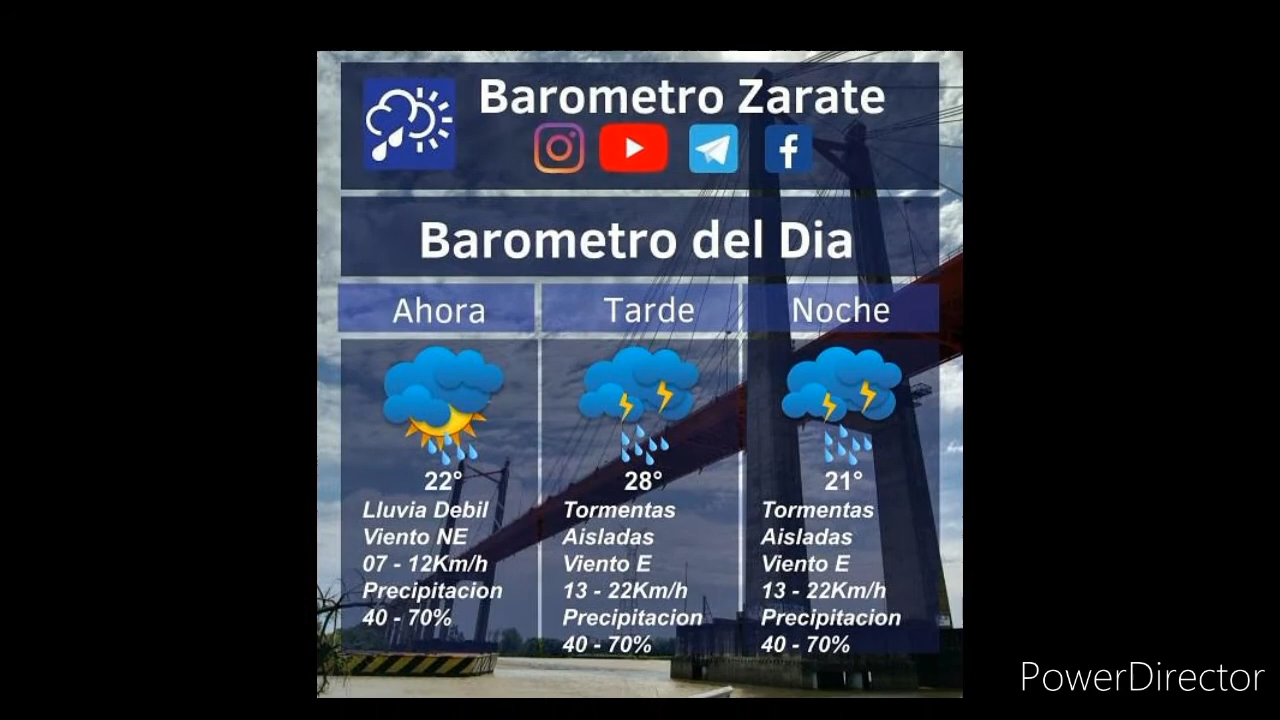 Barometro Zarate
Barometro del Dia
Ahora
Tarde
Noche
22°
Lluvia Debil
Viento NE
07 - 12Km/h
Precipitacion
40 - 70%
28°
Tormentas
Aisladas
Viento E
13 - 22Km/h
Precipitacion
40 - 70%
21°
Tormentas
Aisladas
Viento E
13 - 22Km/h
Precipitacion
40 - 70%
PowerDirector